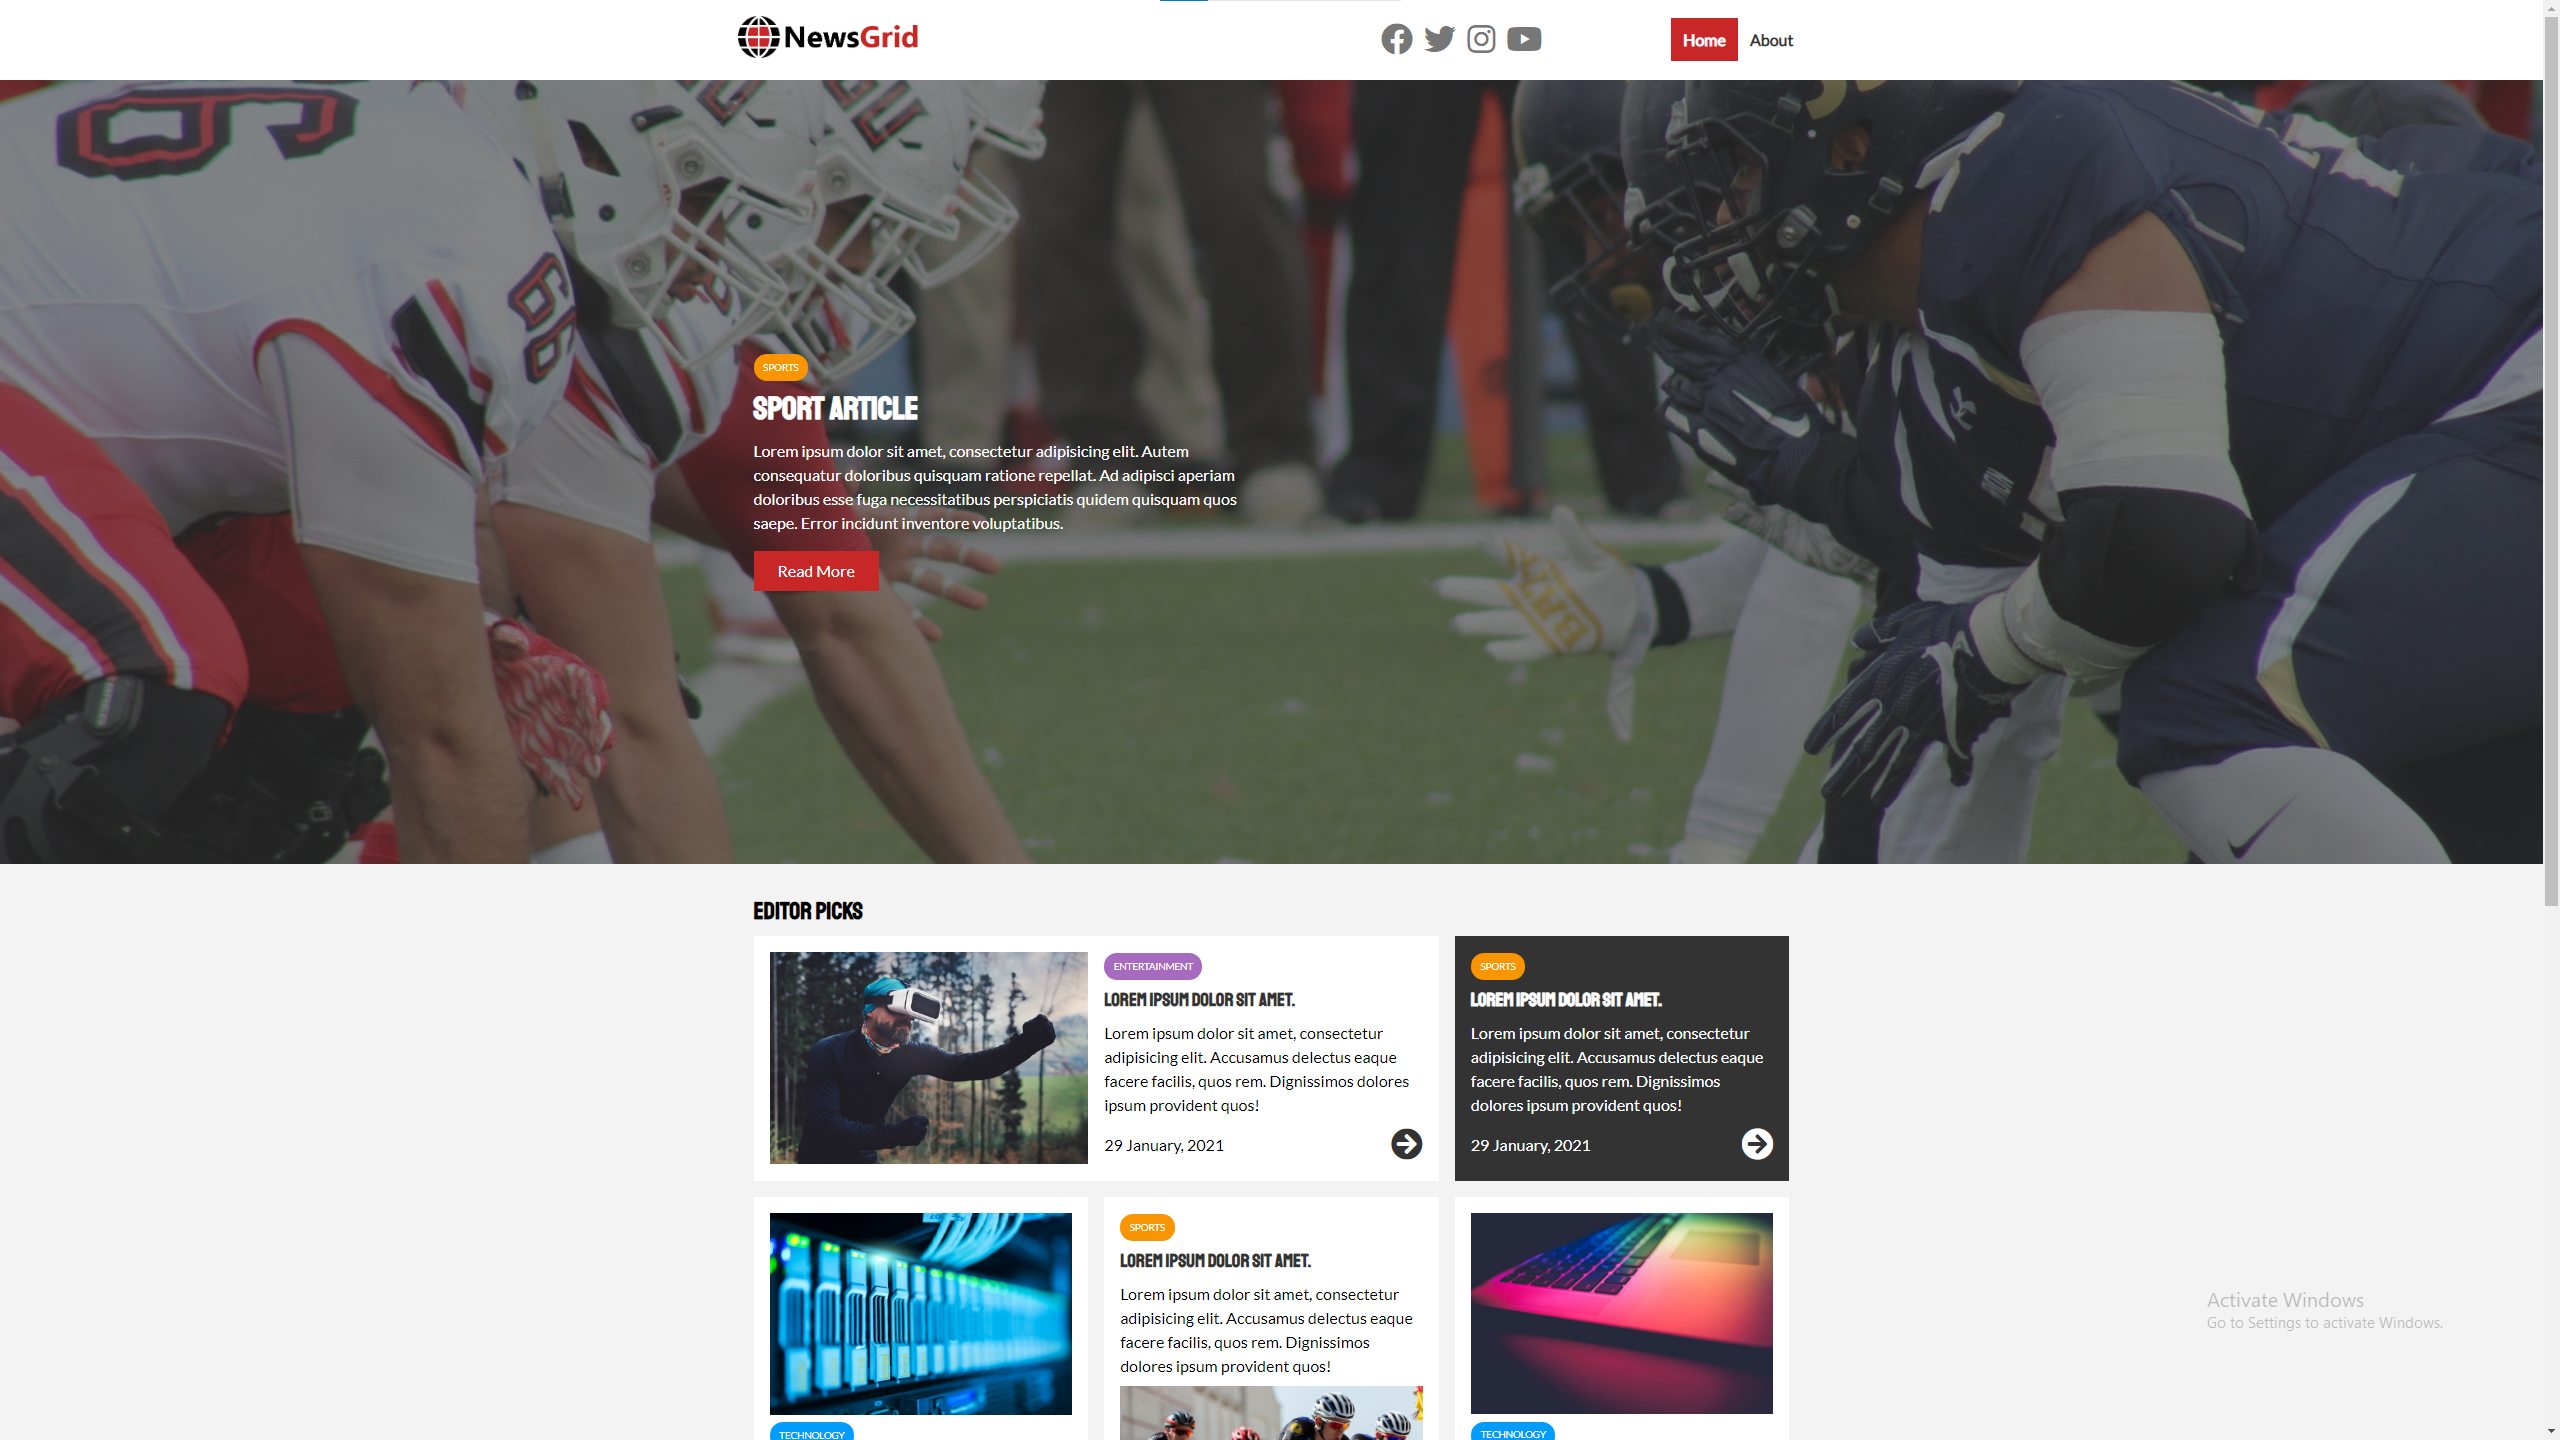 NewsGrid
Home
About
SPORTS
SPORT ARTICLE
Lorem ipsum dolor sit amet, consectetur adipisicing elit. Autem
consequatur doloribus quisquam ratione repellat. Ad adipisci aperiam
doloribus esse fuga necessitatibus perspiciatis quidem quisquam quos
saepe. Error incidunt inventore voluptatibus.
Read More
EDITOR PICKS
ENTERTAINMENT
LOREM IPSUM DOLOR SIT AMET.
Lorem ipsum dolor sit amet, consectetur
adipisicing elit. Accusamus delectus eaque
facere facilis, quos rem. Dignissimos dolores
ipsum provident quos!
29 January, 2021
SPORTS
LOREM IPSUM DOLOR SIT AMET.
Lorem ipsum dolor sit amet, consectetur
adipisicing elit. Accusamus delectus eaque
facere facilis, quos rem. Dignissimos
dolores ipsum provident quos!
29 January, 2021
TECHNOLOGY
SPORTS
LOREM IPSUM DOLOR SIT AMET.
Lorem ipsum dolor sit amet, consectetur
adipisicing elit. Accusamus delectus eaque
facere facilis, quos rem. Dignissimos
dolores ipsum provident quos!
TECHNOLOGY
Activate Windows
Go to Settings to activate Windows.